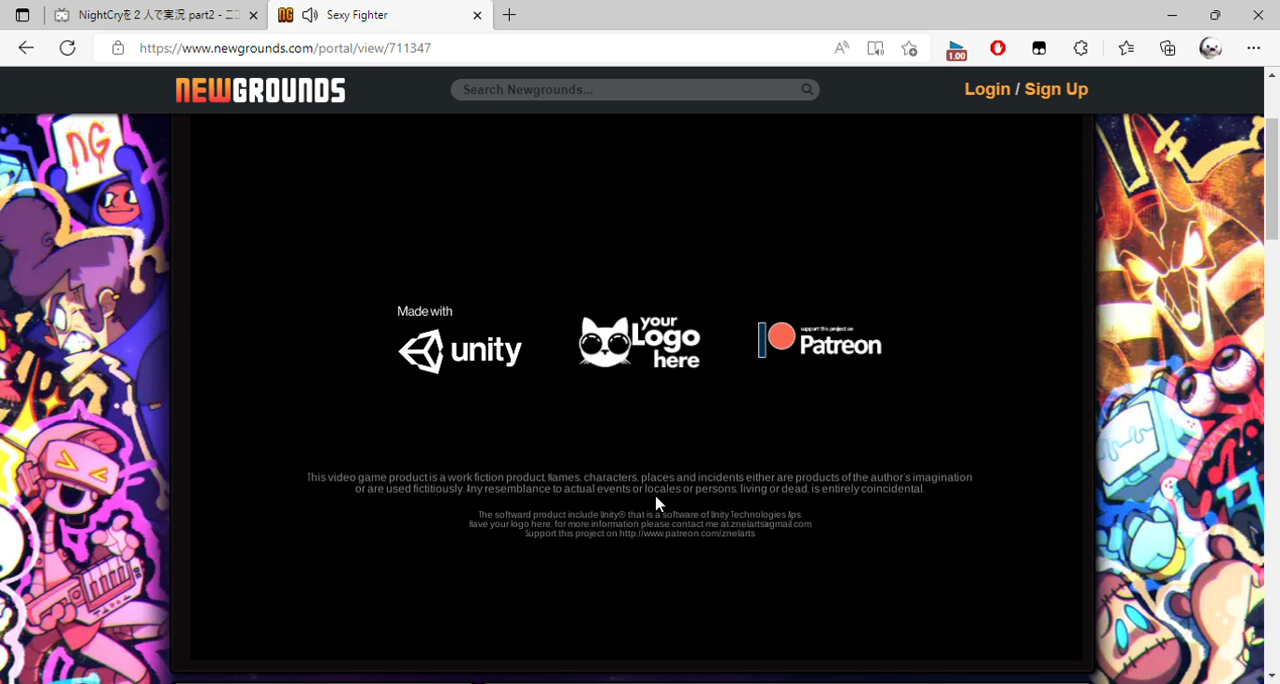 NightCryを2人で実況 part2 - ニコ
Sexy Fighter
https://www.newgrounds.com/portal/view/711347
1.00
NEWGROUNDS
Search Newgrounds...
Login / Sign Up
NG
Made with
unity
your
Logo
here
support this project on
Patreon
This video game product is a work fiction product. Names, characters, places and incidents either are products of the author's imagination
or are used fictitiously. Any resemblance to actual events or locales or persons, living or dead, is entirely coincidental.
The softward product include Unity® that is a software of Unity Technologies Aps
Have your logo here, for more information please contact me at znelarts@gmail.com
Support this project on http://www.patreon.com/znelarts